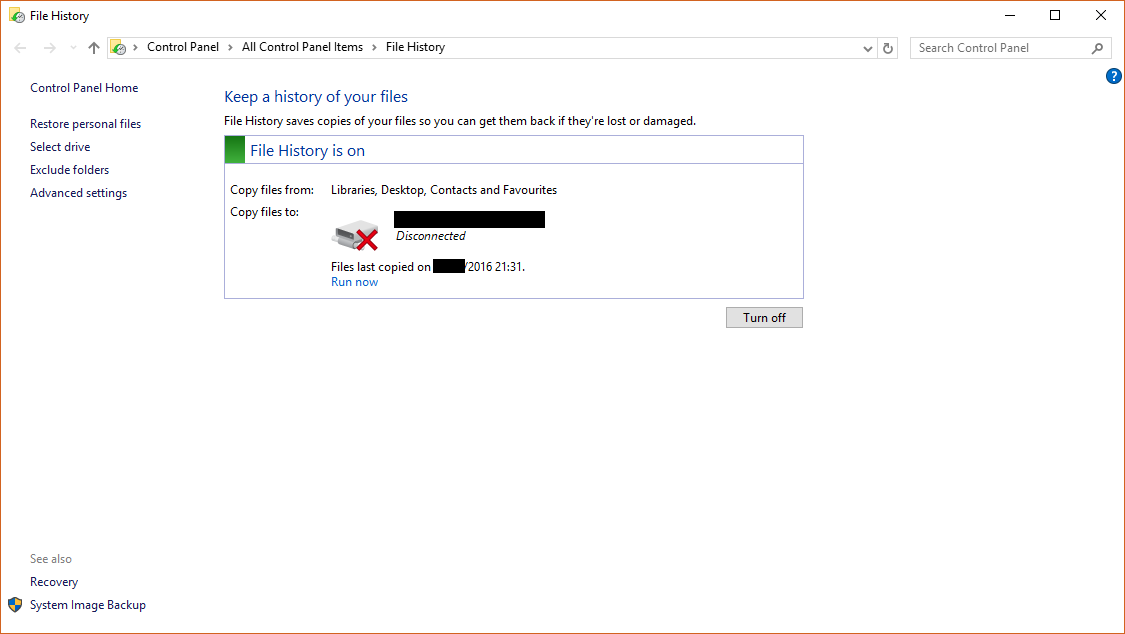 File History
Control Panel > All Control Panel Items > File History
Search Control Panel
?
Control Panel Home
Restore personal files
Select drive
Exclude folders
Advanced settings
Keep a history of your files
File History saves copies of your files so you can get them back if they're lost or damaged.
File History is on
Copy files from: Libraries, Desktop, Contacts and Favourites
Copy files to:
Disconnected
Files last copied on /2016 21:31.
Run now
Turn off
See also
Recovery
System Image Backup